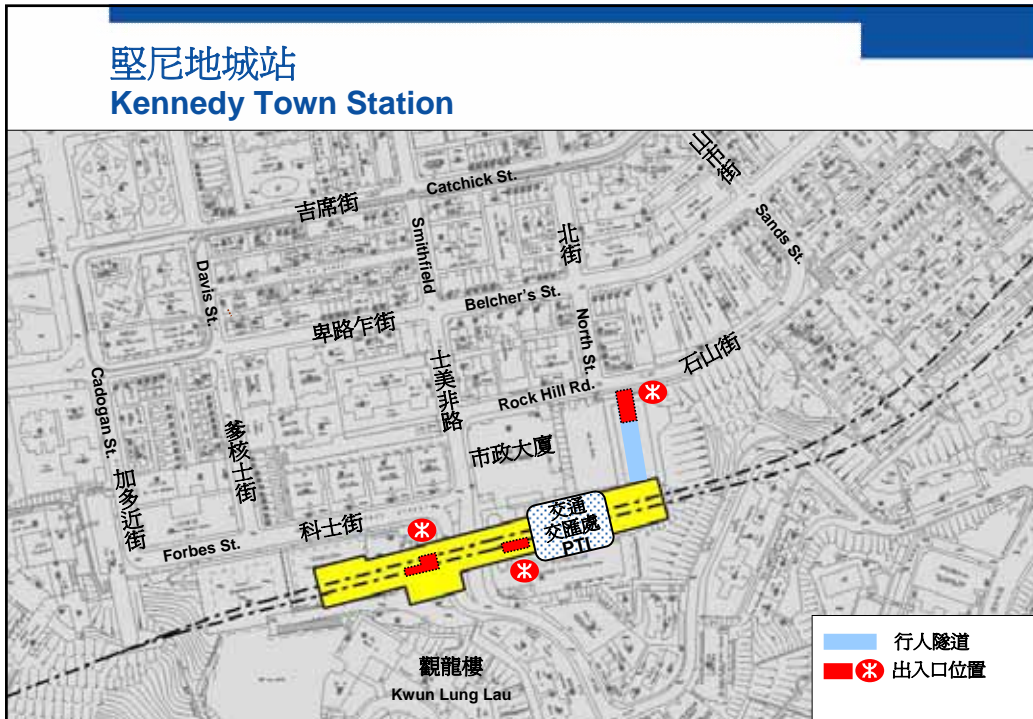 堅尼地城站
Kennedy Town Station
山市街
Catchick St.
吉席街
Smithfield
北街
Sands St.
Davis St.
Belcher's St.
卑路乍街
North St.
石山街
士美非路
Rock Hill Rd.
Cadogan St.
爹核士街
市政大廈
加多近街
科士街
交通
交匯處
PTI
Forbes St.
觀龍樓
Kwun Lung Lau
行人隧道
出入口位置